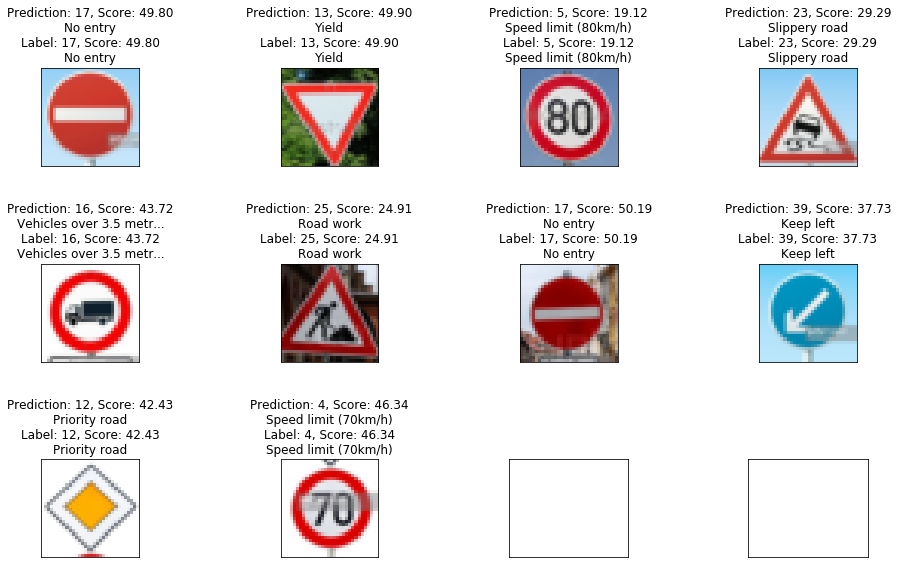 Prediction: 17, Score: 49.80
No entry
Label: 17, Score: 49.80
No entry
Prediction: 13, Score: 49.90
Yield
Label: 13, Score: 49.90
Yield
Prediction: 5, Score: 19.12
Speed limit (80km/h)
Label: 5, Score: 19.12
Speed limit (80km/h)
80
Prediction: 23, Score: 29.29
Slippery road
Label: 23, Score: 29.29
Slippery road
Prediction: 16, Score: 43.72
Vehicles over 3.5 metr...
Label: 16, Score: 43.72
Vehicles over 3.5 metr...
Prediction: 25, Score: 24.91
Road work
Label: 25, Score: 24.91
Road work
Prediction: 17, Score: 50.19
No entry
Label: 17, Score: 50.19
No entry
Prediction: 39, Score: 37.73
Keep left
Label: 39, Score: 37.73
Keep left
Prediction: 12, Score: 42.43
Priority road
Label: 12, Score: 42.43
Priority road
Prediction: 4, Score: 46.34
Speed limit (70km/h)
Label: 4, Score: 46.34
Speed limit (70km/h)
70